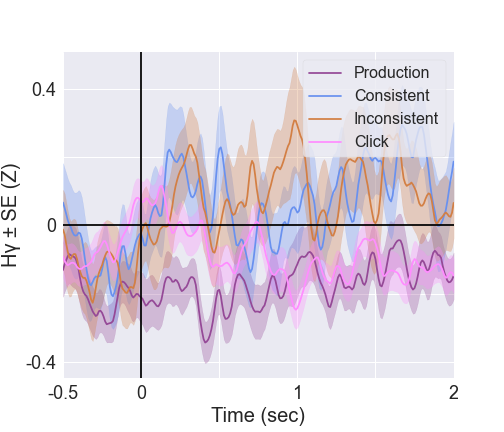 Production
Consistent
Inconsistent
Click
0.4
0
-0.4
Hγ ± SE (Z)
-0.5
0
1
2
Time (sec)